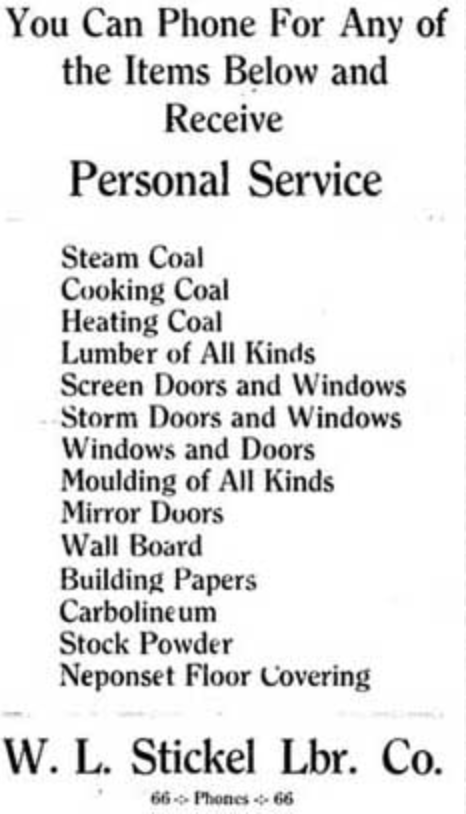 You Can Phone For Any of
the Items Below and
Receive
Personal Service
Steam Coal
Cooking Coal
Heating Coal
Lumber of All Kinds
Screen Doors and Windows
Storm Doors and Windows
Windows and Doors
Moulding of All Kinds
Mirror Doors
Wall Board
Building Papers
Carbolineum
Stock Powder
Neponset Floor Covering
W. L. Stickel Lbr. Co.
66 -:- Phones -:- 66